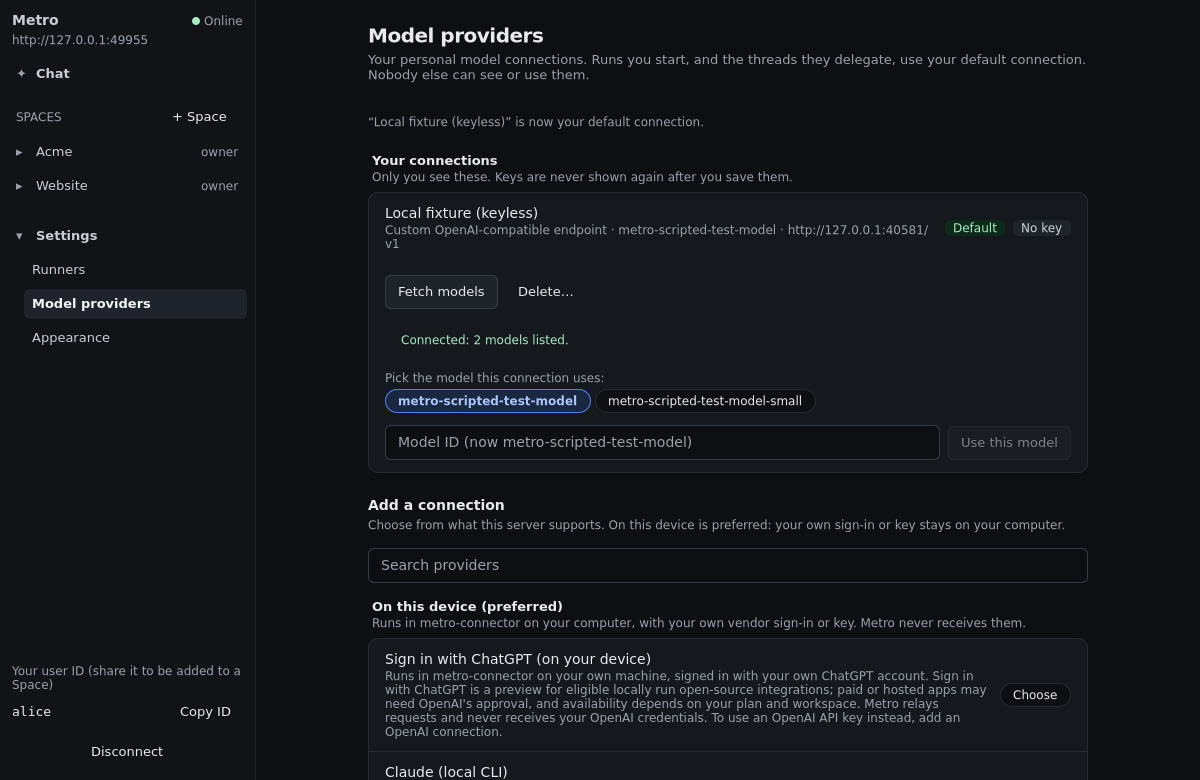 Metro
Online
http://127.0.0.1:49955
Chat
SPACES
+ Space
Acme
owner
Website
owner
Settings
Runners
Model providers
Appearance
Your user ID (share it to be added to a
Space)
alice
Copy ID
Disconnect
Model providers
Your personal model connections. Runs you start, and the threads they delegate, use your default connection.
Nobody else can see or use them.
“Local fixture (keyless)” is now your default connection.
Your connections
Only you see these. Keys are never shown again after you save them.
Local fixture (keyless)
Custom OpenAI-compatible endpoint · metro-scripted-test-model · http://127.0.0.1:40581/
v1
Default
No key
Fetch models
Delete…
Connected: 2 models listed.
Pick the model this connection uses:
metro-scripted-test-model
metro-scripted-test-model-small
Model ID (now metro-scripted-test-model)
Use this model
Add a connection
Choose from what this server supports. On this device is preferred: your own sign-in or key stays on your computer.
Search providers
On this device (preferred)
Runs in metro-connector on your computer, with your own vendor sign-in or key. Metro never receives them.
Sign in with ChatGPT (on your device)
Runs in metro-connector on your own machine, signed in with your own ChatGPT account. Sign in
with ChatGPT is a preview for eligible locally run open-source integrations; paid or hosted apps may
need OpenAI's approval, and availability depends on your plan and workspace. Metro relays
requests and never receives your OpenAI credentials. To use an OpenAI API key instead, add an
OpenAI connection.
Choose
Claude (local CLI)